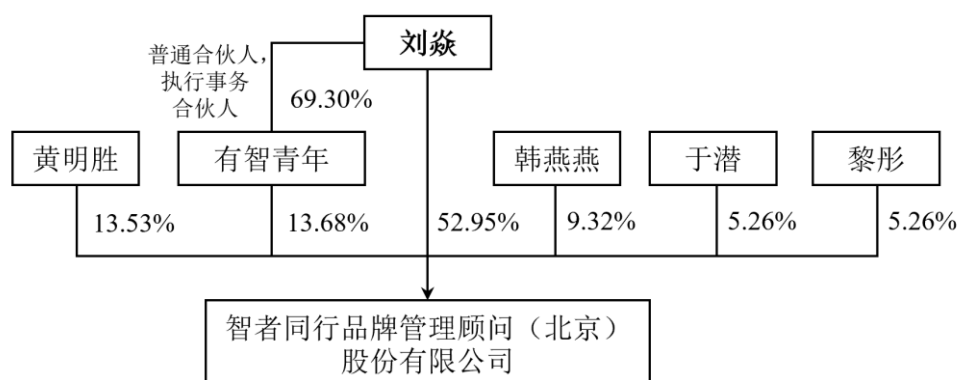 刘焱
普通合伙人，
执行事务
合伙人
69.30%
黄明胜
有智青年
韩燕燕
于潜
黎彤
13.53%
13.68%
52.95%
9.32%
5.26%
5.26%
智者同行品牌管理顾问（北京）
股份有限公司